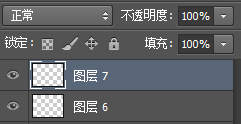 正常 不透明度: 100%
锁定: 填充: 100%
图层 7
图层 6